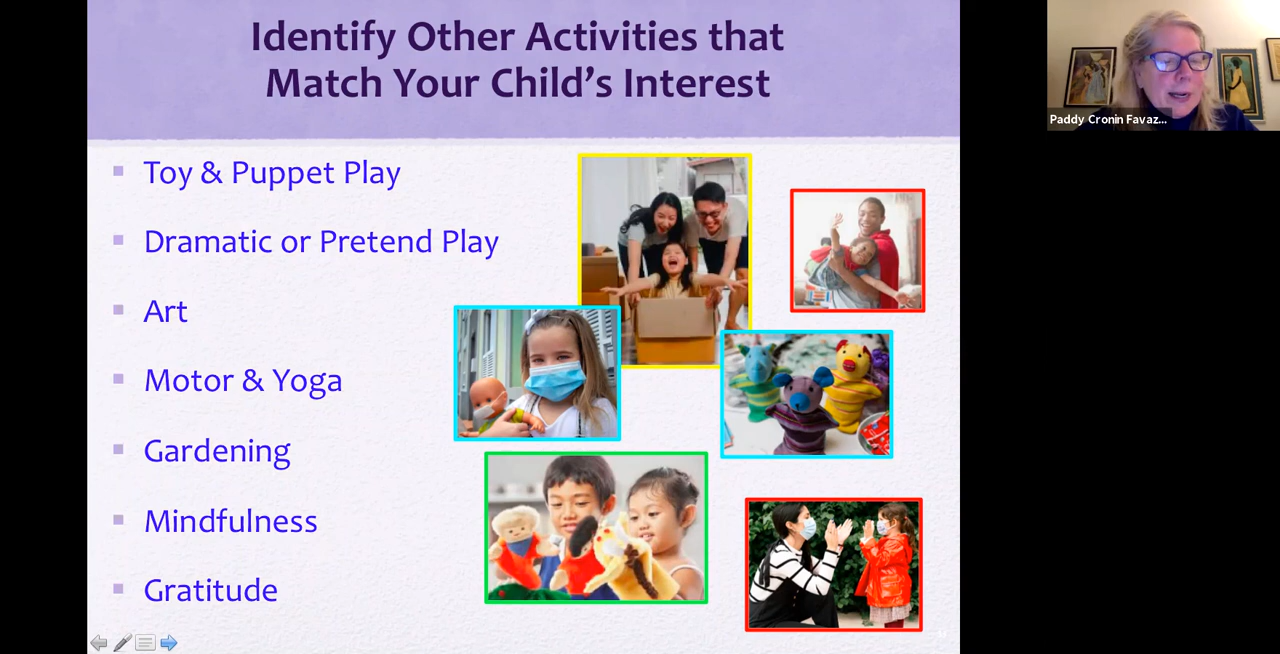 Identify Other Activities that
Match Your Child's Interest
Toy & Puppet Play
Dramatic or Pretend Play
Art
Motor & Yoga
Gardening
Mindfulness
Gratitude
Paddy Cronin Favaz...